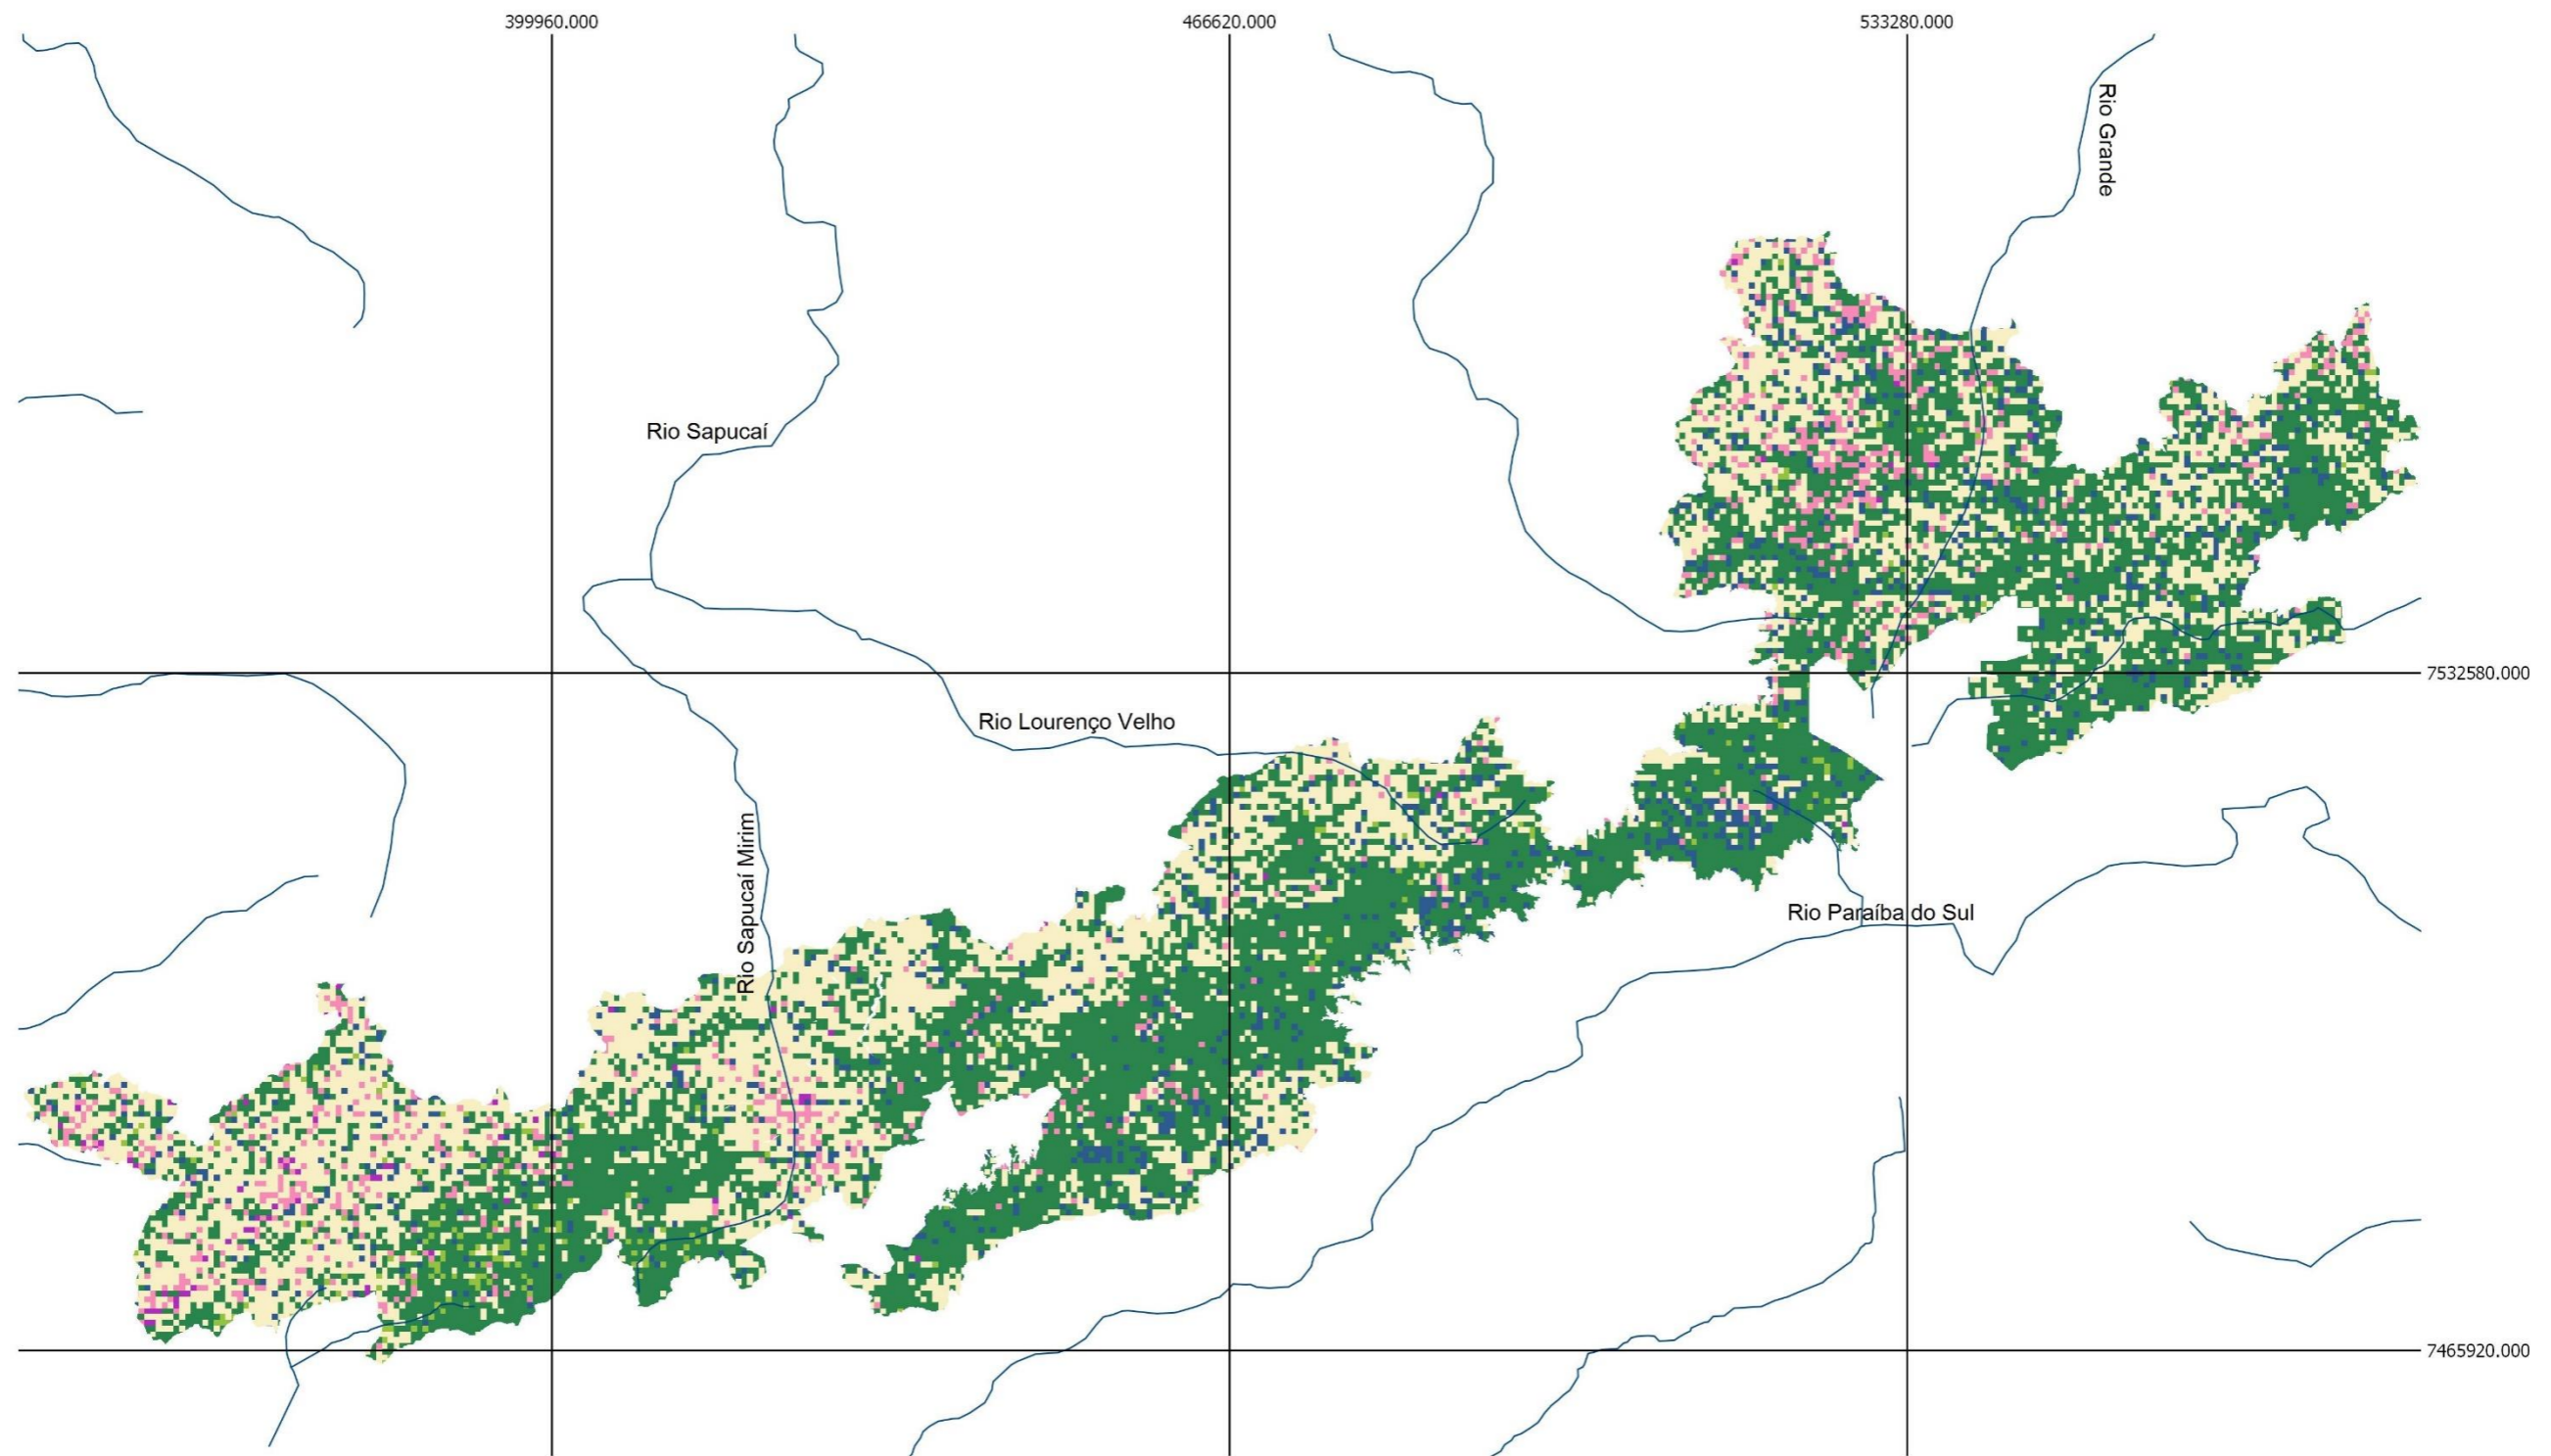 399960.000
466620.000
533280.000
Rio Grande
Rio Sapucaí
7532580.000
Rio Lourenço Velho
Rio Sapucaí Mirim
Rio Paraíba do Sul
7465920.000